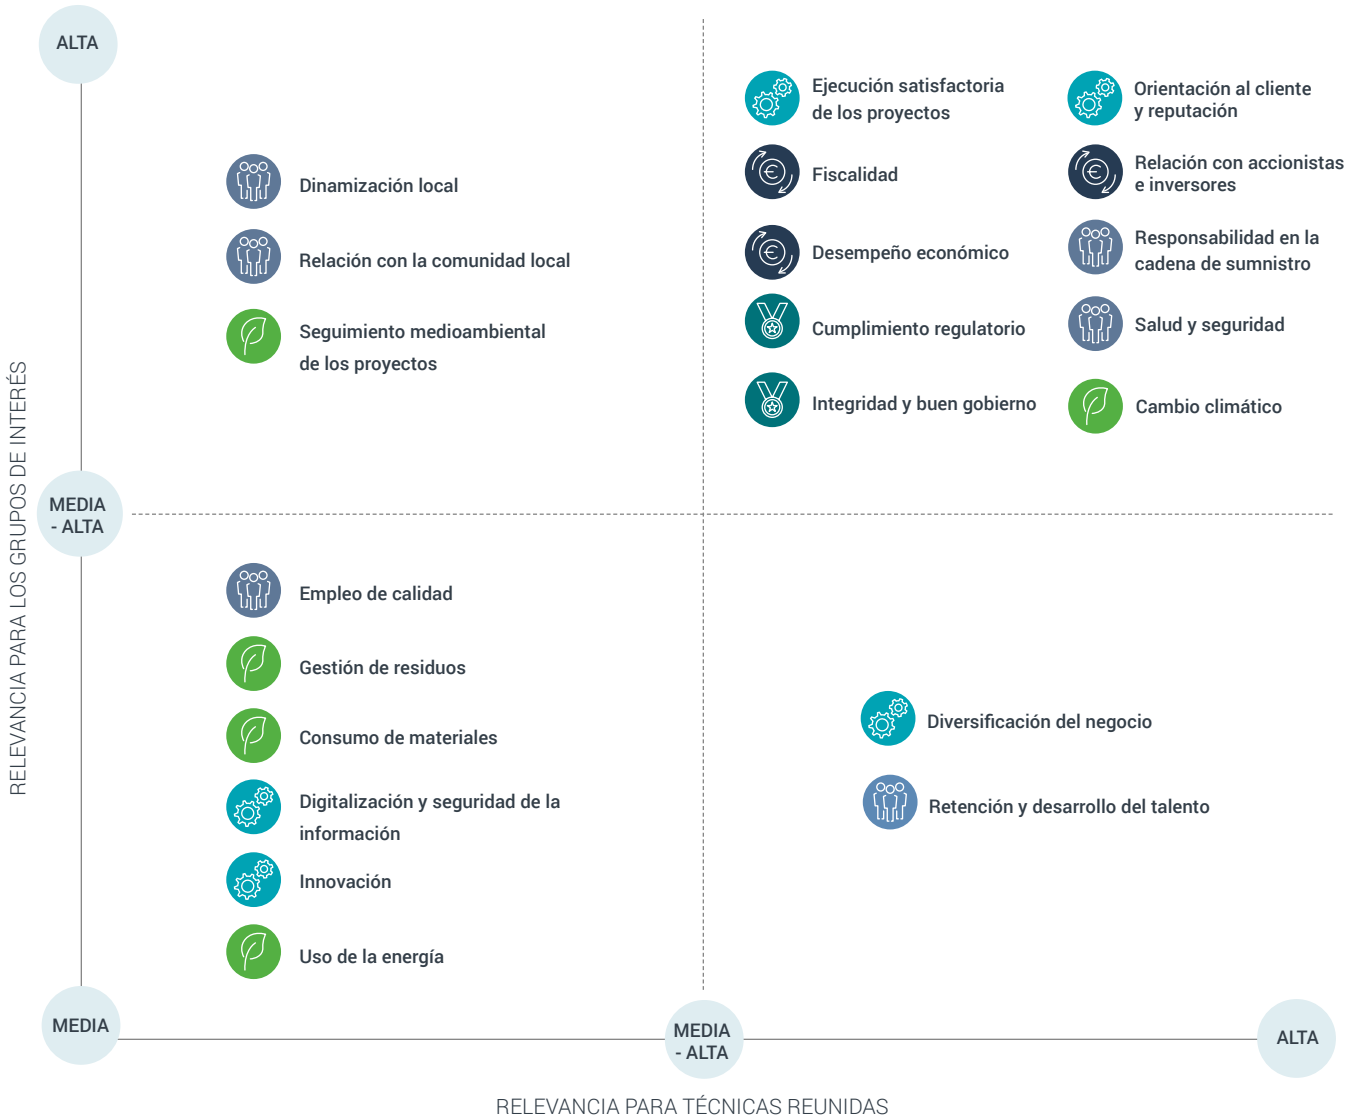 ALTA
Dinamización local
Relación con la comunidad local
Seguimiento medioambiental
de los proyectos
Ejecución satisfactoria
de los proyectos
Fiscalidad
Desempeño económico
Cumplimiento regulatorio
Integridad y buen gobierno
Orientación al cliente
y reputación
Relación con accionistas
e inversores
Responsabilidad en la
cadena de sumnistro
Salud y seguridad
Cambio climático
RELEVANCIA PARA LOS GRUPOS DE INTERÉS
MEDIA
- ALTA
Empleo de calidad
Gestión de residuos
Consumo de materiales
Digitalización y seguridad de la
información
Innovación
Uso de la energía
Diversificación del negocio
Retención y desarrollo del talento
MEDIA
MEDIA
- ALTA
ALTA
RELEVANCIA PARA TÉCNICAS REUNIDAS